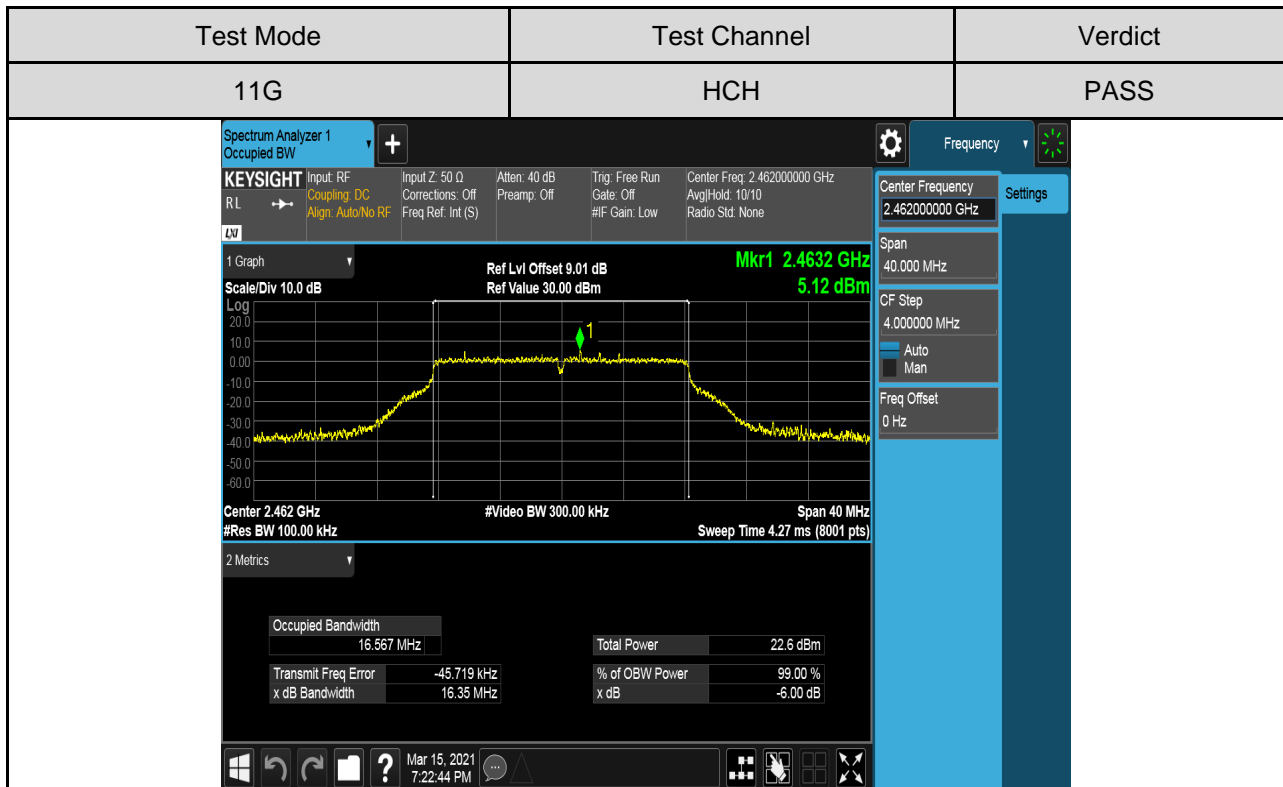 Test Mode Test Channel Verdict
11G HCH PASS
Spectrum Analyzer 1
Occupied BW
+
Frequency
KEYSIGHT Input: RF Input Z: 50 Ω Atten: 40 dB Trig: Free Run Center Freq: 2.462000000 GHz
R L Coupling: DC Corrections: Off Preamp: Off Gate: Off Avg|Hold: 10/10
Align: Auto/No RF Freq Ref: Int (S) #IF Gain: Low Radio Std: None
LXI
Center Frequency
2.462000000 GHz
Settings
Span
40.000 MHz
CF Step
4.000000 MHz
Auto
Man
Freq Offset
0 Hz
1 Graph
Ref Lvl Offset 9.01 dB
Mkr1 2.4632 GHz
Scale/Div 10.0 dB
Ref Value 30.00 dBm
5.12 dBm
Log
20.0
10.0
0.00
-10.0
-20.0
-30.0
-40.0
-50.0
-60.0
1
Center 2.462 GHz #Video BW 300.00 kHz Span 40 MHz
#Res BW 100.00 kHz Sweep Time 4.27 ms (8001 pts)
2 Metrics
Occupied Bandwidth
16.567 MHz
Total Power 22.6 dBm
Transmit Freq Error -45.719 kHz
% of OBW Power 99.00 %
x dB Bandwidth 16.35 MHz
x dB -6.00 dB
?
Mar 15, 2021
7:22:44 PM